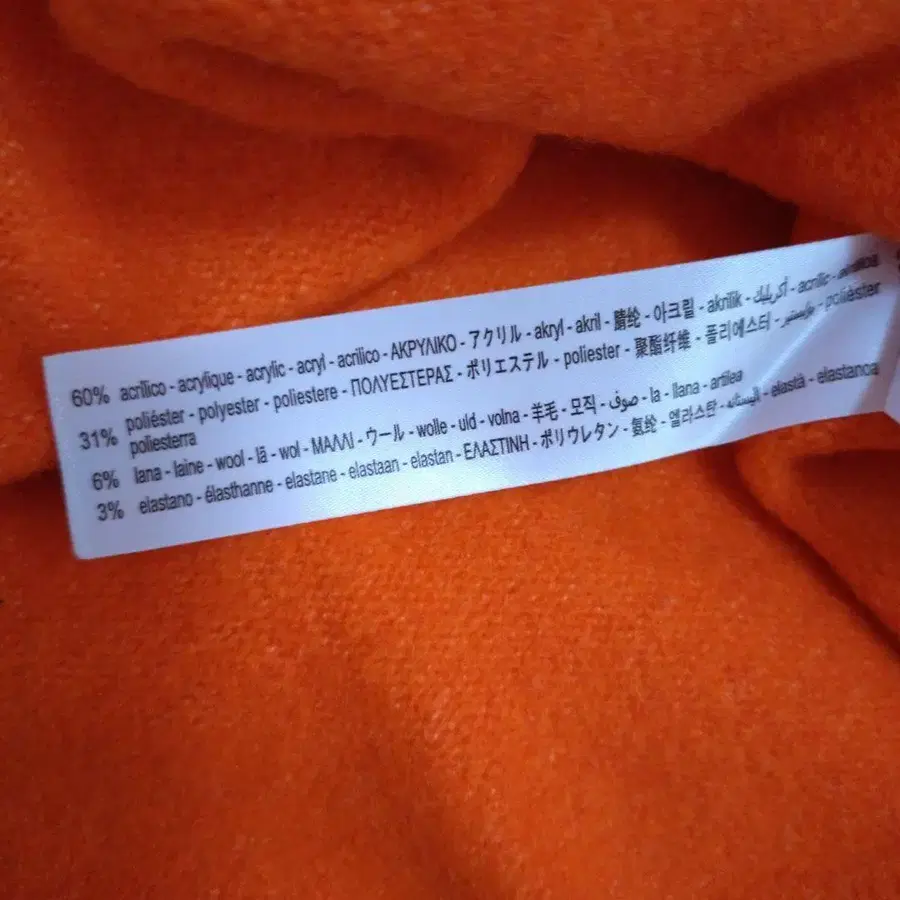 60% acrílico - acrylique - acrylic - acryl - acrilico - ΑΚΡΥΛΙΚΟ - アクリル - akryl - akril - 腈纶 - 아크릴 - akrilik - أكريليك - acrílic -
31% poliéster - polyester - poliestere - ΠΟΛΥΕΣΤΕΡΑΣ - ポリエステル - poliester - 聚酯纤维 - 플리에스터 - بوليستير - polièster
poliesterra
6% lana - laine - wool - lã - wol - ΜΑΛΛΙ - ウール - wolle - uld - volna - 羊毛 - 모직 - صوف - la - llana - artilea
3% elastano - élasthanne - elastane - elastaan - elastan - ΕΛΑΣΤΙΝΗ - ポリウレタン - 氨纶 - 엘라스탄 - - elastà - elastanoa